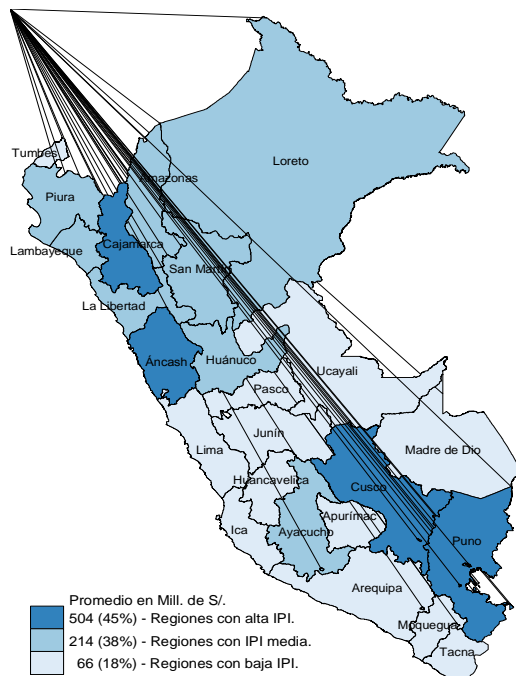 Loreto
Tumbes
Amazonas
Piura
Cajamarca
Lambayeque
San Martin
La Libertad
Áncash
Huánuco
Ucayali
Pasco
Junín
Lima
Madre de Dio
Huancavelica
Cusco
Ica
Ayacucho
Apurímac
Puno
Arequipa
Moquegua
Tacna
Promedio en Mill. de S/.
504 (45%) - Regiones con alta IPI.
214 (38%) - Regiones con IPI media.
66 (18%) - Regiones con baja IPI.